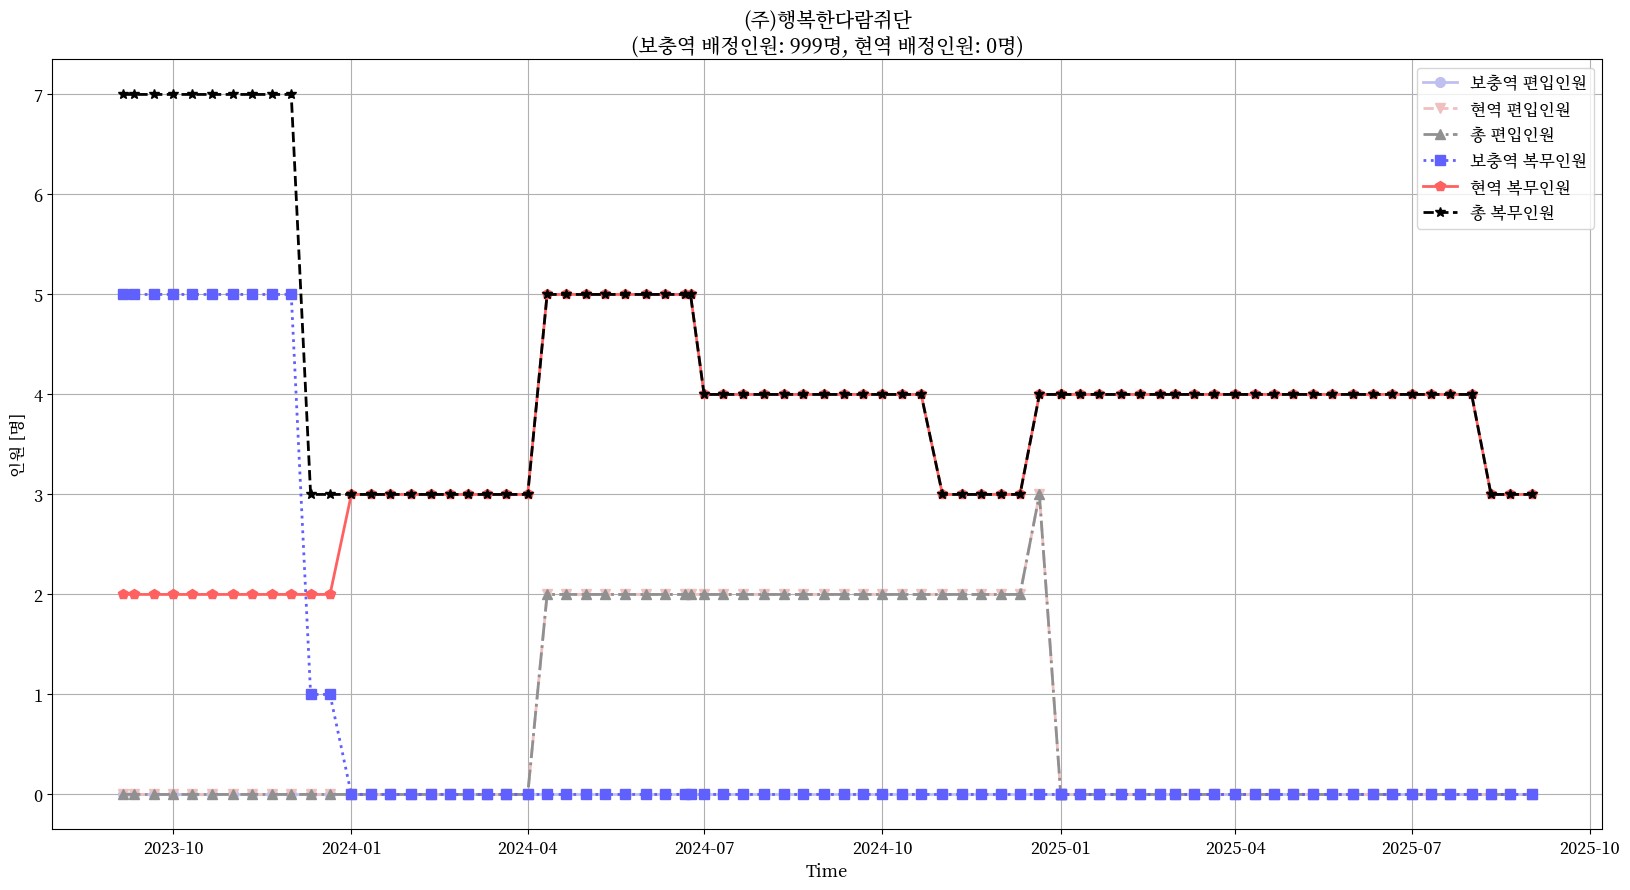 (주)행복한다람쥐단
(보충역 배정인원: 999명, 현역 배정인원: 0명)
보충역 편입인원
현역 편입인원
총 편입인원
보충역 복무인원
현역 복무인원
총 복무인원
인원 [명]
7
6
5
4
3
2
1
0
2023-10
2024-01
2024-04
2024-07
2024-10
2025-01
2025-04
2025-07
2025-10
Time